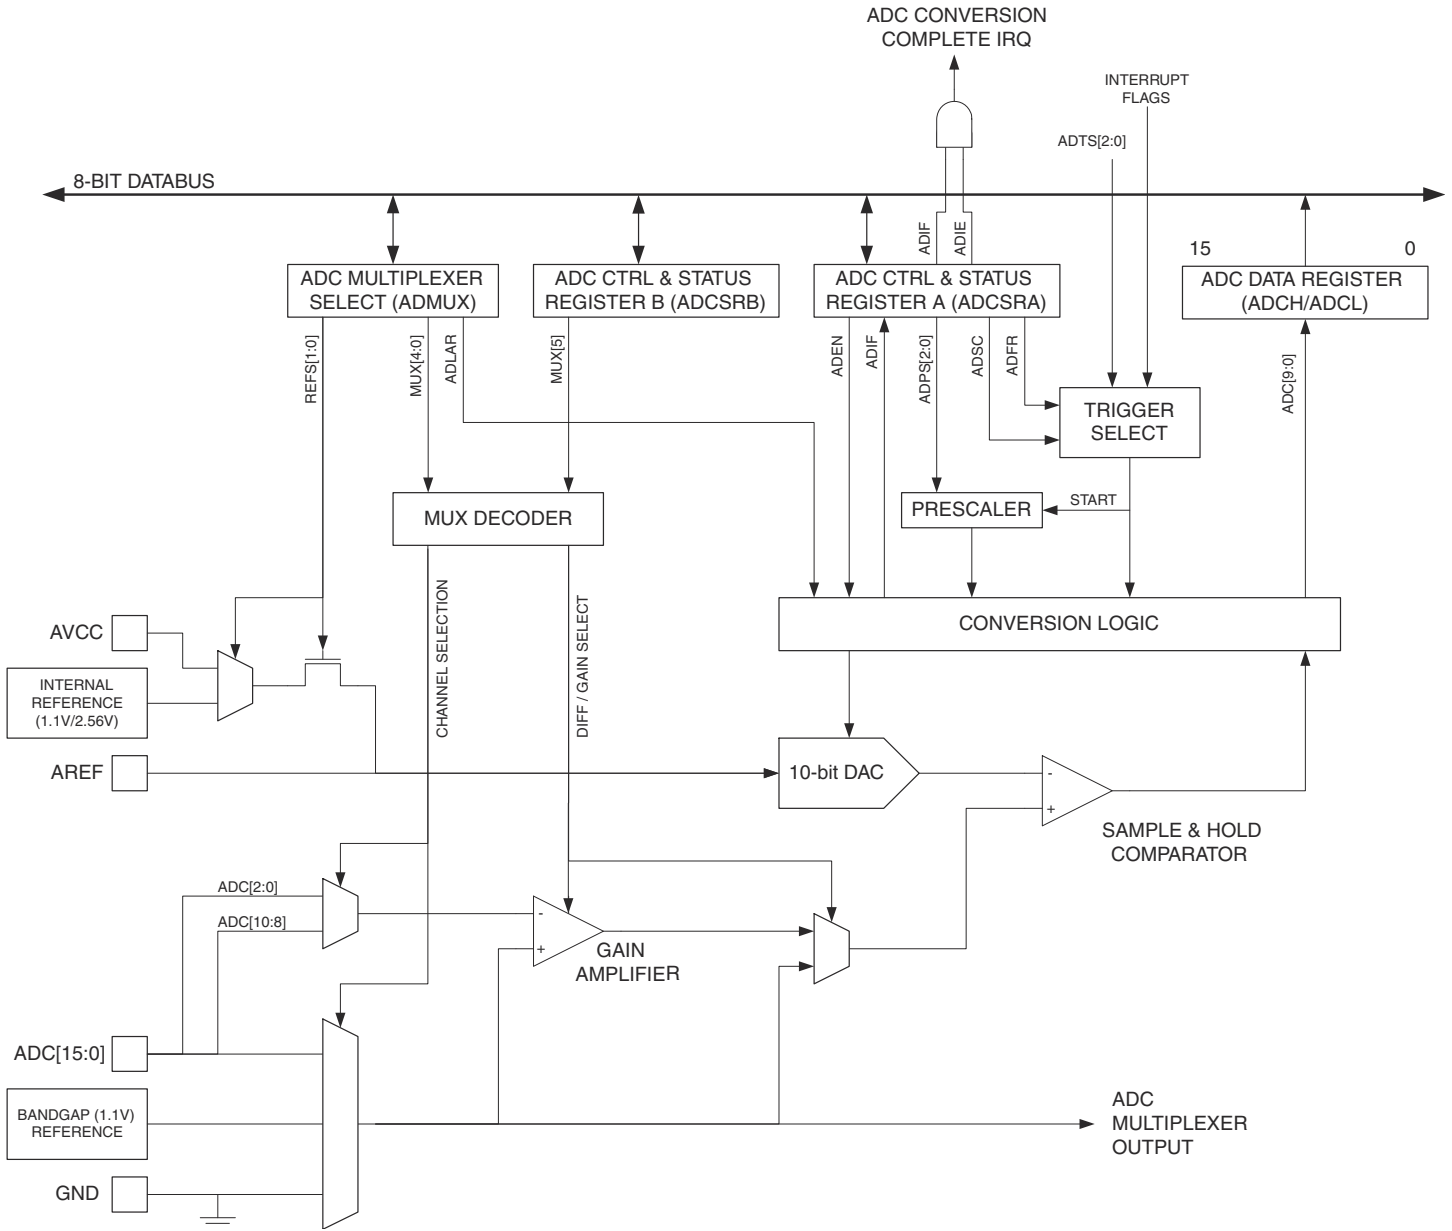 ADC CONVERSION
COMPLETE IRQ
INTERRUPT
FLAGS
ADTS[2:0]
8-BIT DATABUS
ADIF
ADIE
15
0
ADC MULTIPLEXER
SELECT (ADMUX)
ADC CTRL & STATUS
REGISTER B (ADCSRB)
ADC CTRL & STATUS
REGISTER A (ADCSRA)
ADC DATA REGISTER
(ADCH/ADCL)
REFS[1:0]
MUX[4:0]
ADLAR
MUX[5]
ADEN
ADIF
ADPS[2:0]
ADSC
ADFR
ADC[9:0]
TRIGGER
SELECT
MUX DECODER
PRESCALER
START
CHANNEL SELECTION
DIFF / GAIN SELECT
CONVERSION LOGIC
AVCC
INTERNAL
REFERENCE
(1.1V/2.56V)
AREF
10-bit DAC
-
+
SAMPLE & HOLD
COMPARATOR
ADC[2:0]
ADC[10:8]
-
+
GAIN
AMPLIFIER
ADC[15:0]
BANDGAP (1.1V)
REFERENCE
GND
ADC
MULTIPLEXER
OUTPUT